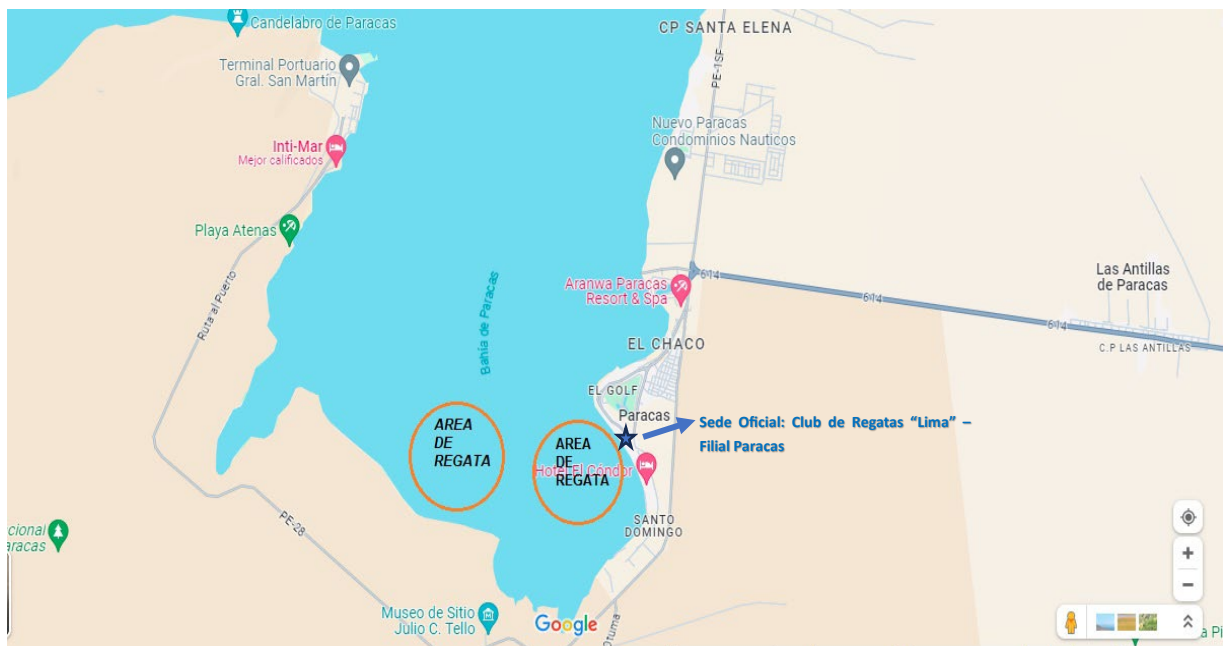 Candelabro de Paracas
CP SANTA ELENA
Terminal Portuario
Gral. San Martín
PE-1SF
Nuevo Paracas
Condominios Nauticos
Inti-Mar
Mejor calificados
Playa Atenas
Ruta al Puerto
Bahía de Paracas
Aranwa Paracas
Resort & Spa
614
614
614
Las Antillas
de Paracas
C.P LAS ANTILLAS
EL CHACO
EL GOLF
Paracas
Sede Oficial: Club de Regatas “Lima” –
Filial Paracas
AREA
DE
REGATA
AREA
DE
REGATA
Hotel El Cóndor
SANTO
DOMINGO
PE-28
cional
aracas
Museo de Sitio
Julio C. Tello
Google
Otuma
a Pi